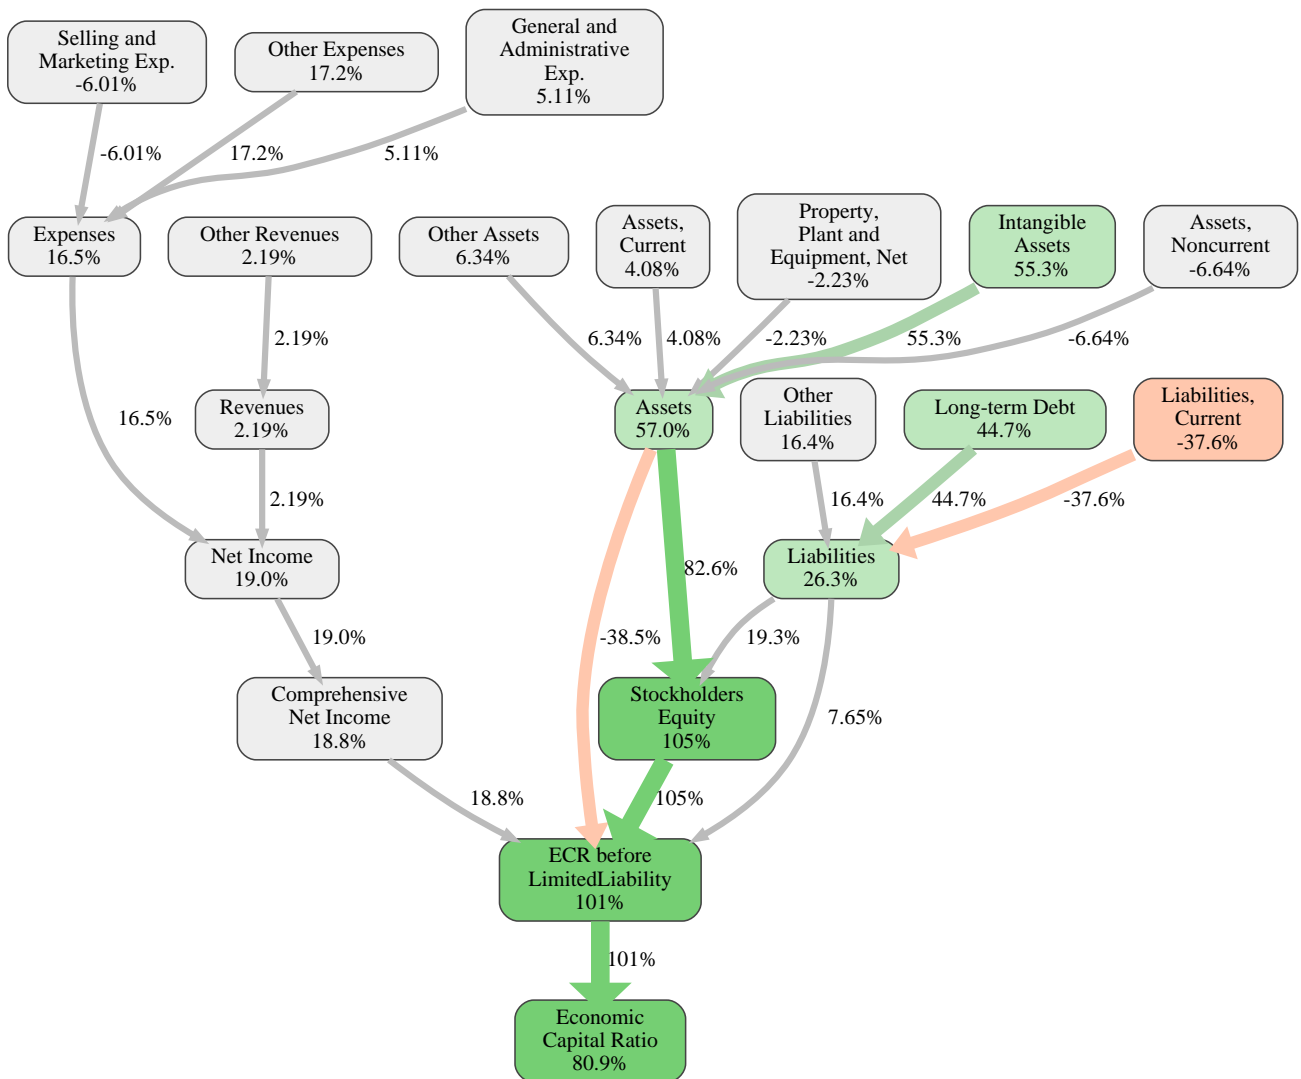 Selling and
Marketing Exp.
-6.01%
Other Expenses
17.2%
General and
Administrative
Exp.
5.11%
-6.01%
17.2%
5.11%
Expenses
16.5%
Other Revenues
2.19%
Other Assets
6.34%
Assets,
Current
4.08%
Property,
Plant and
Equipment, Net
-2.23%
Intangible
Assets
55.3%
Assets,
Noncurrent
-6.64%
2.19%
6.34%
4.08%
-2.23%
55.3%
-6.64%
16.5%
Revenues
2.19%
Assets
57.0%
Other
Liabilities
16.4%
Long-term Debt
44.7%
Liabilities,
Current
-37.6%
2.19%
16.4%
44.7%
-37.6%
Net Income
19.0%
82.6%
Liabilities
26.3%
19.0%
-38.5%
19.3%
Comprehensive
Net Income
18.8%
Stockholders
Equity
105%
7.65%
18.8%
105%
ECR before
LimitedLiability
101%
101%
Economic
Capital Ratio
80.9%